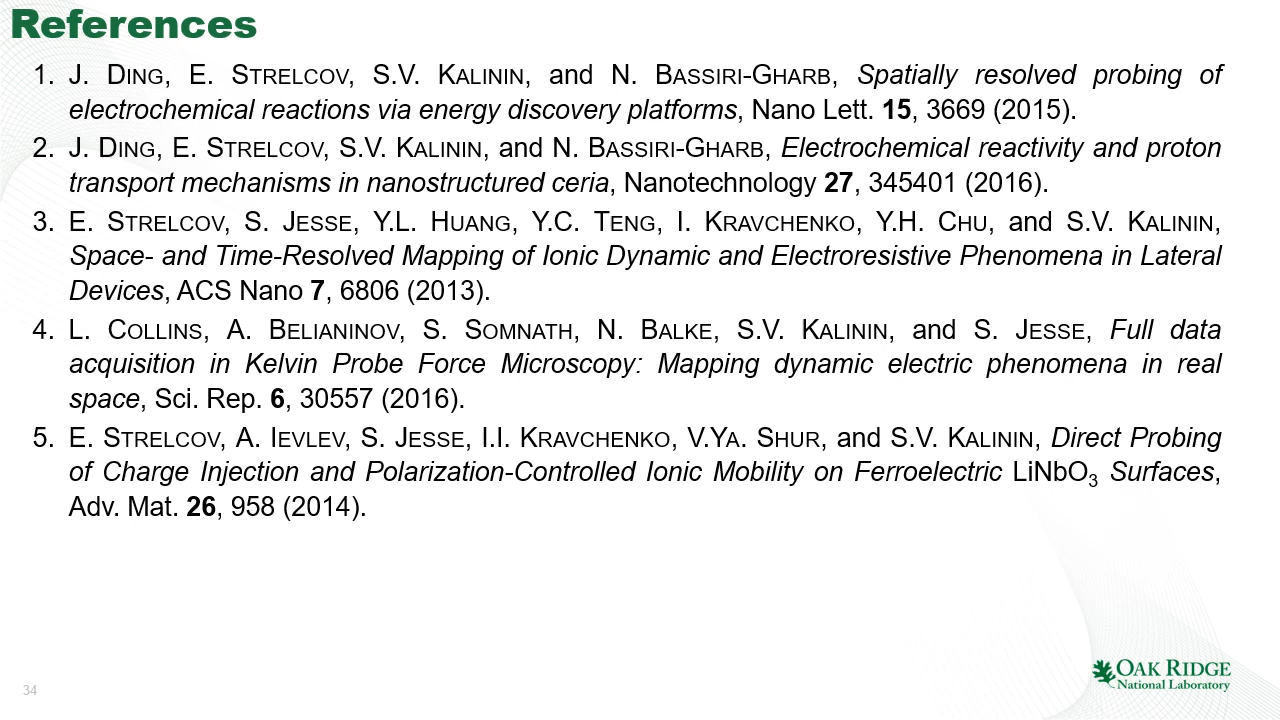 References
1. J. DING, E. STRELCOV, S.V. KALININ, and N. BASSIRI-GHARB, Spatially resolved probing of
electrochemical reactions via energy discovery platforms, Nano Lett. 15, 3669 (2015).
2. J. DING, E. STRELCOV, S.V. KALININ, and N. BASSIRI-GHARB, Electrochemical reactivity and proton
transport mechanisms in nanostructured ceria, Nanotechnology 27, 345401 (2016).
3. E. STRELCOV, S. JESSE, Y.L. HUANG, Y.C. TENG, I. KRAVCHENKO, Y.H. CHU, and S.V. KALININ,
Space- and Time-Resolved Mapping of Ionic Dynamic and Electroresistive Phenomena in Lateral
Devices, ACS Nano 7, 6806 (2013).
4. L. COLLINS, A. BELIANINOV, S. SOMNATH, N. BALKE, S.V. KALININ, and S. JESSE, Full data
acquisition in Kelvin Probe Force Microscopy: Mapping dynamic electric phenomena in real
space, Sci. Rep. 6, 30557 (2016).
5. E. STRELCOV, A. IEVLEV, S. JESSE, I.I. KRAVCHENKO, V.YA. SHUR, and S.V. KALININ, Direct Probing
of Charge Injection and Polarization-Controlled Ionic Mobility on Ferroelectric LiNbO₃ Surfaces,
Adv. Mat. 26, 958 (2014).
34
OAK RIDGE
National Laboratory